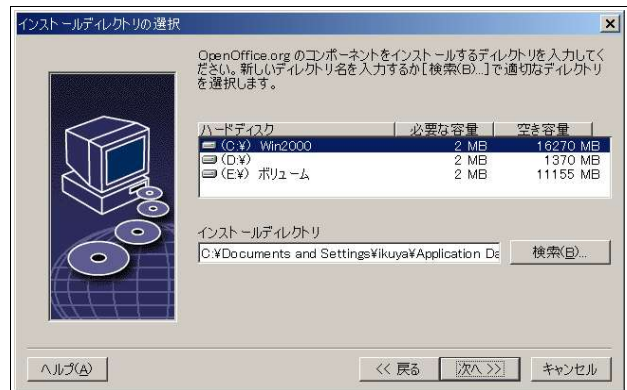 インストールディレクトリの選択
OpenOffice.org のコンポーネントをインストールするディレクトリを入力してく
ださい。新しいディレクトリ名を入力するか[検索(B)...]で適切なディレクトリ
を選択します。
ハードディスク 必要な容量 空き容量
(C:¥) Win2000 2 MB 16270 MB
(D:¥) 2 MB 1370 MB
(E:¥) ボリューム 2 MB 11155 MB
インストールディレクトリ
C:¥Documents and Settings¥ikuya¥Application Da 検索(B)...
ヘルプ(A) << 戻る 次へ >> キャンセル